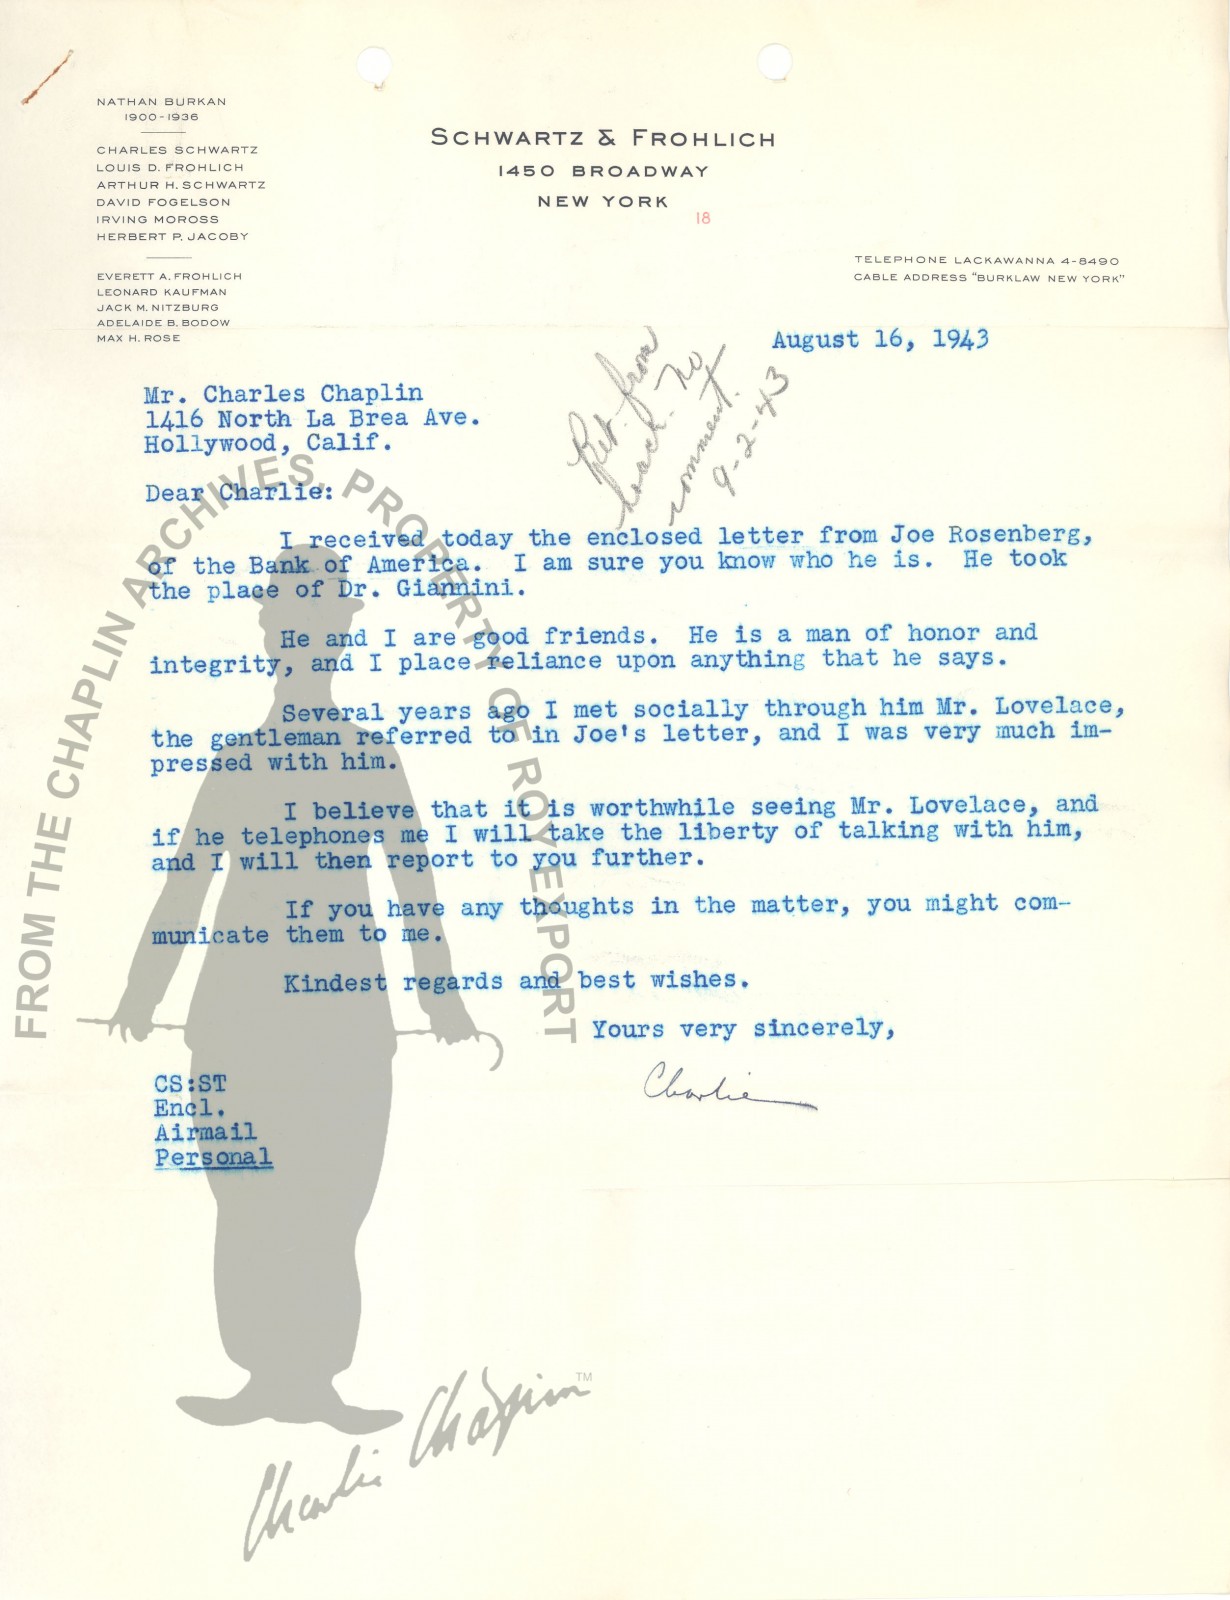 NATHAN BURKAN
1900-1936
CHARLES SCHWARTZ
LOUIS D. FROHLICH
ARTHUR H. SCHWARTZ
DAVID FOGELSON
IRVING MOROSS
HERBERT P. JACOBY
EVERETT A. FROHLICH
LEONARD KAUFMAN
JACK M. NITZBURG
ADELAIDE B. BODOW
MAX H. ROSE
SCHWARTZ & FROHLICH
1450 BROADWAY
NEW YORK
18
TELEPHONE LACKAWANNA 4-8490
CABLE ADDRESS "BURKLAW NEW YORK"
August 16, 1943
Ret. from
beach - no
comment.
9-2-43
Mr. Charles Chaplin
1416 North La Brea Ave.
Hollywood, Calif.
Dear Charlie:
I received today the enclosed letter from Joe Rosenberg,
of the Bank of America. I am sure you know who he is. He took
the place of Dr. Giannini.
He and I are good friends. He is a man of honor and
integrity, and I place reliance upon anything that he says.
Several years ago I met socially through him Mr. Lovelace,
the gentleman referred to in Joe's letter, and I was very much im-
pressed with him.
I believe that it is worthwhile seeing Mr. Lovelace, and
if he telephones me I will take the liberty of talking with him,
and I will then report to you further.
If you have any thoughts in the matter, you might com-
municate them to me.
Kindest regards and best wishes.
Yours very sincerely,
Charlie
CS:ST
Encl.
Airmail
Personal
FROM THE CHAPLIN ARCHIVES, PROPERTY OF ROY EXPORT
Charlie Chaplin TM